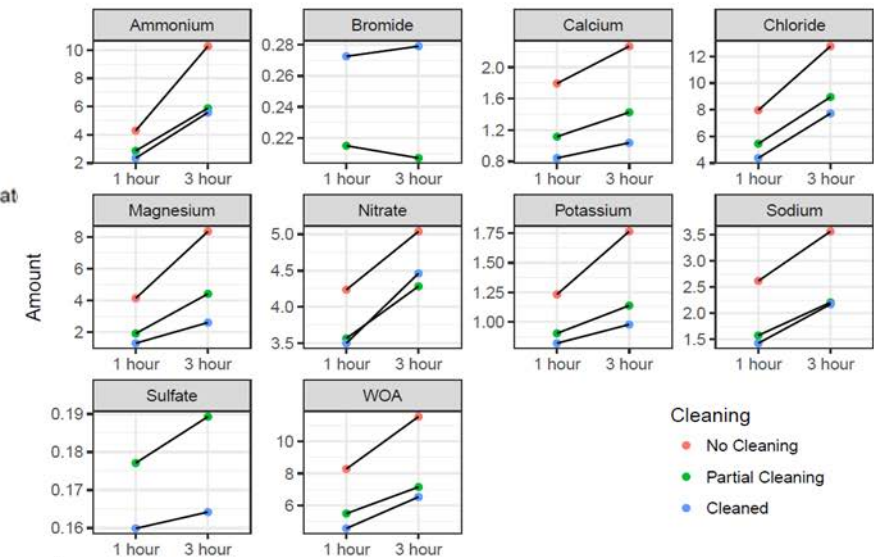 Ammonium Bromide Calcium Chloride
10 8 6 4 2
0.28 0.26 0.24 0.22
2.0 1.6 1.2 0.8
12 10 8 6 4
1 hour 3 hour 1 hour 3 hour 1 hour 3 hour 1 hour 3 hour
at
Magnesium Nitrate Potassium Sodium
Amount
8 6 4 2
5.0 4.5 4.0 3.5
1.75 1.50 1.25 1.00
3.5 3.0 2.5 2.0 1.5
1 hour 3 hour 1 hour 3 hour 1 hour 3 hour 1 hour 3 hour
Sulfate WOA
0.19 0.18 0.17 0.16
10 8 6
1 hour 3 hour 1 hour 3 hour
Cleaning
No Cleaning
Partial Cleaning
Cleaned